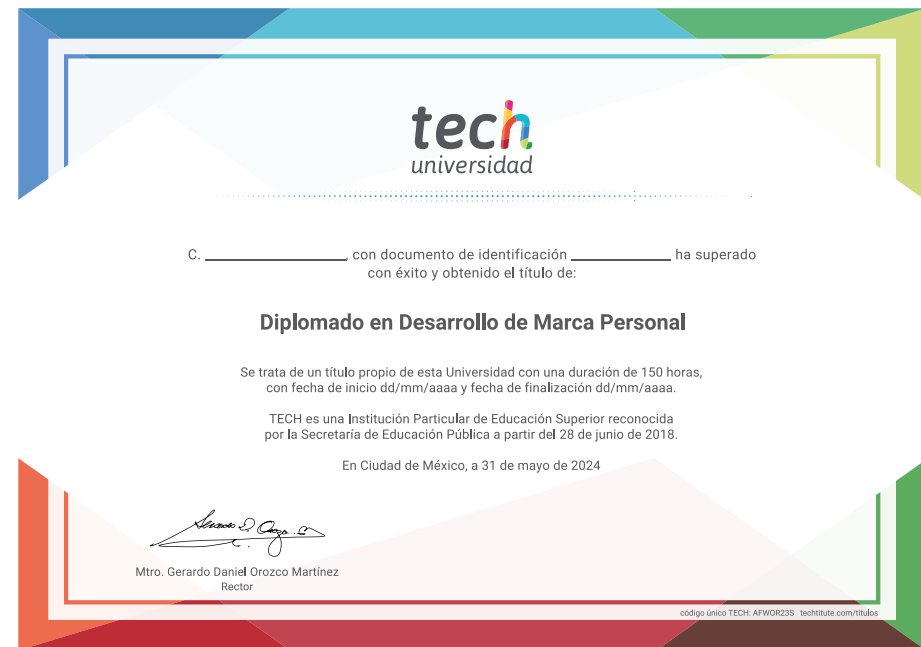 tech
universidad
C. ____________, con documento de identificación ____________ ha superado
con éxito y obtenido el título de:
Diplomado en Desarrollo de Marca Personal
Se trata de un título propio de esta Universidad con una duración de 150 horas,
con fecha de inicio dd/mm/aaaa y fecha de finalización dd/mm/aaaa.
TECH es una Institución Particular de Educación Superior reconocida
por la Secretaría de Educación Pública a partir del 28 de junio de 2018.
En Ciudad de México, a 31 de mayo de 2024
Mtro. Gerardo Daniel Orozco Martínez
Rector
código único TECH: AFWOR23S techtitute.com/titulos